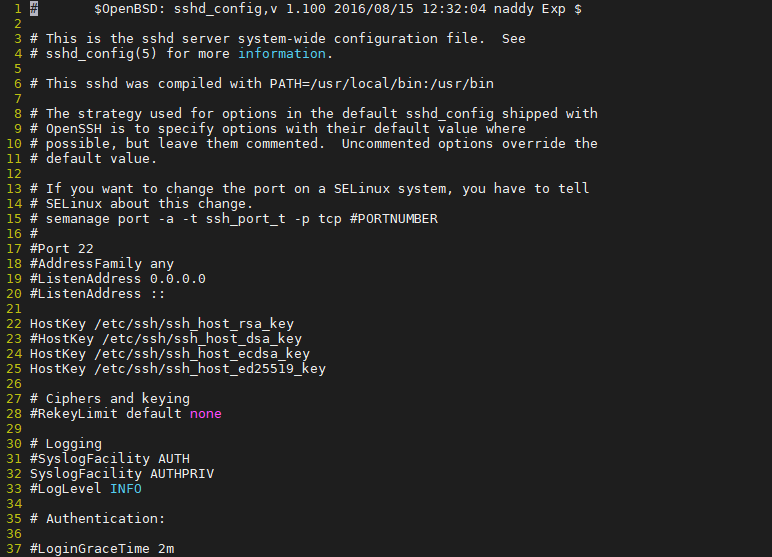 1 #       $OpenBSD: sshd_config,v 1.100 2016/08/15 12:32:04 naddy Exp $
2
3 # This is the sshd server system-wide configuration file.  See
4 # sshd_config(5) for more information.
5
6 # This sshd was compiled with PATH=/usr/local/bin:/usr/bin
7
8 # The strategy used for options in the default sshd_config shipped with
9 # OpenSSH is to specify options with their default value where
10 # possible, but leave them commented.  Uncommented options override the
11 # default value.
12
13 # If you want to change the port on a SELinux system, you have to tell
14 # SELinux about this change.
15 # semanage port -a -t ssh_port_t -p tcp #PORTNUMBER
16 #
17 #Port 22
18 #AddressFamily any
19 #ListenAddress 0.0.0.0
20 #ListenAddress ::
21
22 HostKey /etc/ssh/ssh_host_rsa_key
23 #HostKey /etc/ssh/ssh_host_dsa_key
24 HostKey /etc/ssh/ssh_host_ecdsa_key
25 HostKey /etc/ssh/ssh_host_ed25519_key
26
27 # Ciphers and keying
28 #RekeyLimit default none
29
30 # Logging
31 #SyslogFacility AUTH
32 SyslogFacility AUTHPRIV
33 #LogLevel INFO
34
35 # Authentication:
36
37 #LoginGraceTime 2m